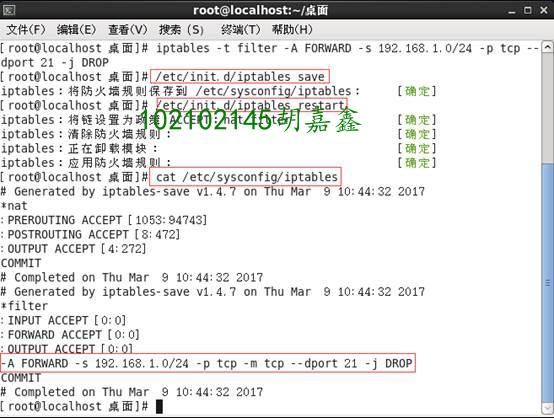 root@localhost:~/桌面
文件(F) 编辑(E) 查看(V) 搜索 (S) 终端(T) 帮助(H)
[root@localhost 桌面]# iptables -t filter -A FORWARD -s 192.168.1.0/24 -p tcp --
dport 21 -j DROP
[root@localhost 桌面]# /etc/init.d/iptables save
iptables：将防火墙规则保存到 /etc/sysconfig/iptables： [确定]
[root@localhost 桌面]# /etc/init.d/iptables restart
iptables：将链设置为政策 ACCEPT：nat filter [确定]
iptables：清除防火墙规则： [确定]
iptables：正在卸载模块： [确定]
iptables：应用防火墙规则： [确定]
102102145胡嘉鑫
[root@localhost 桌面]# cat /etc/sysconfig/iptables
# Generated by iptables-save v1.4.7 on Thu Mar 9 10:44:32 2017
*nat
:PREROUTING ACCEPT [1053:94743]
:POSTROUTING ACCEPT [8:472]
:OUTPUT ACCEPT [4:272]
COMMIT
# Completed on Thu Mar 9 10:44:32 2017
# Generated by iptables-save v1.4.7 on Thu Mar 9 10:44:32 2017
*filter
:INPUT ACCEPT [0:0]
:FORWARD ACCEPT [0:0]
:OUTPUT ACCEPT [0:0]
-A FORWARD -s 192.168.1.0/24 -p tcp -m tcp --dport 21 -j DROP
COMMIT
# Completed on Thu Mar 9 10:44:32 2017
[root@localhost 桌面]#